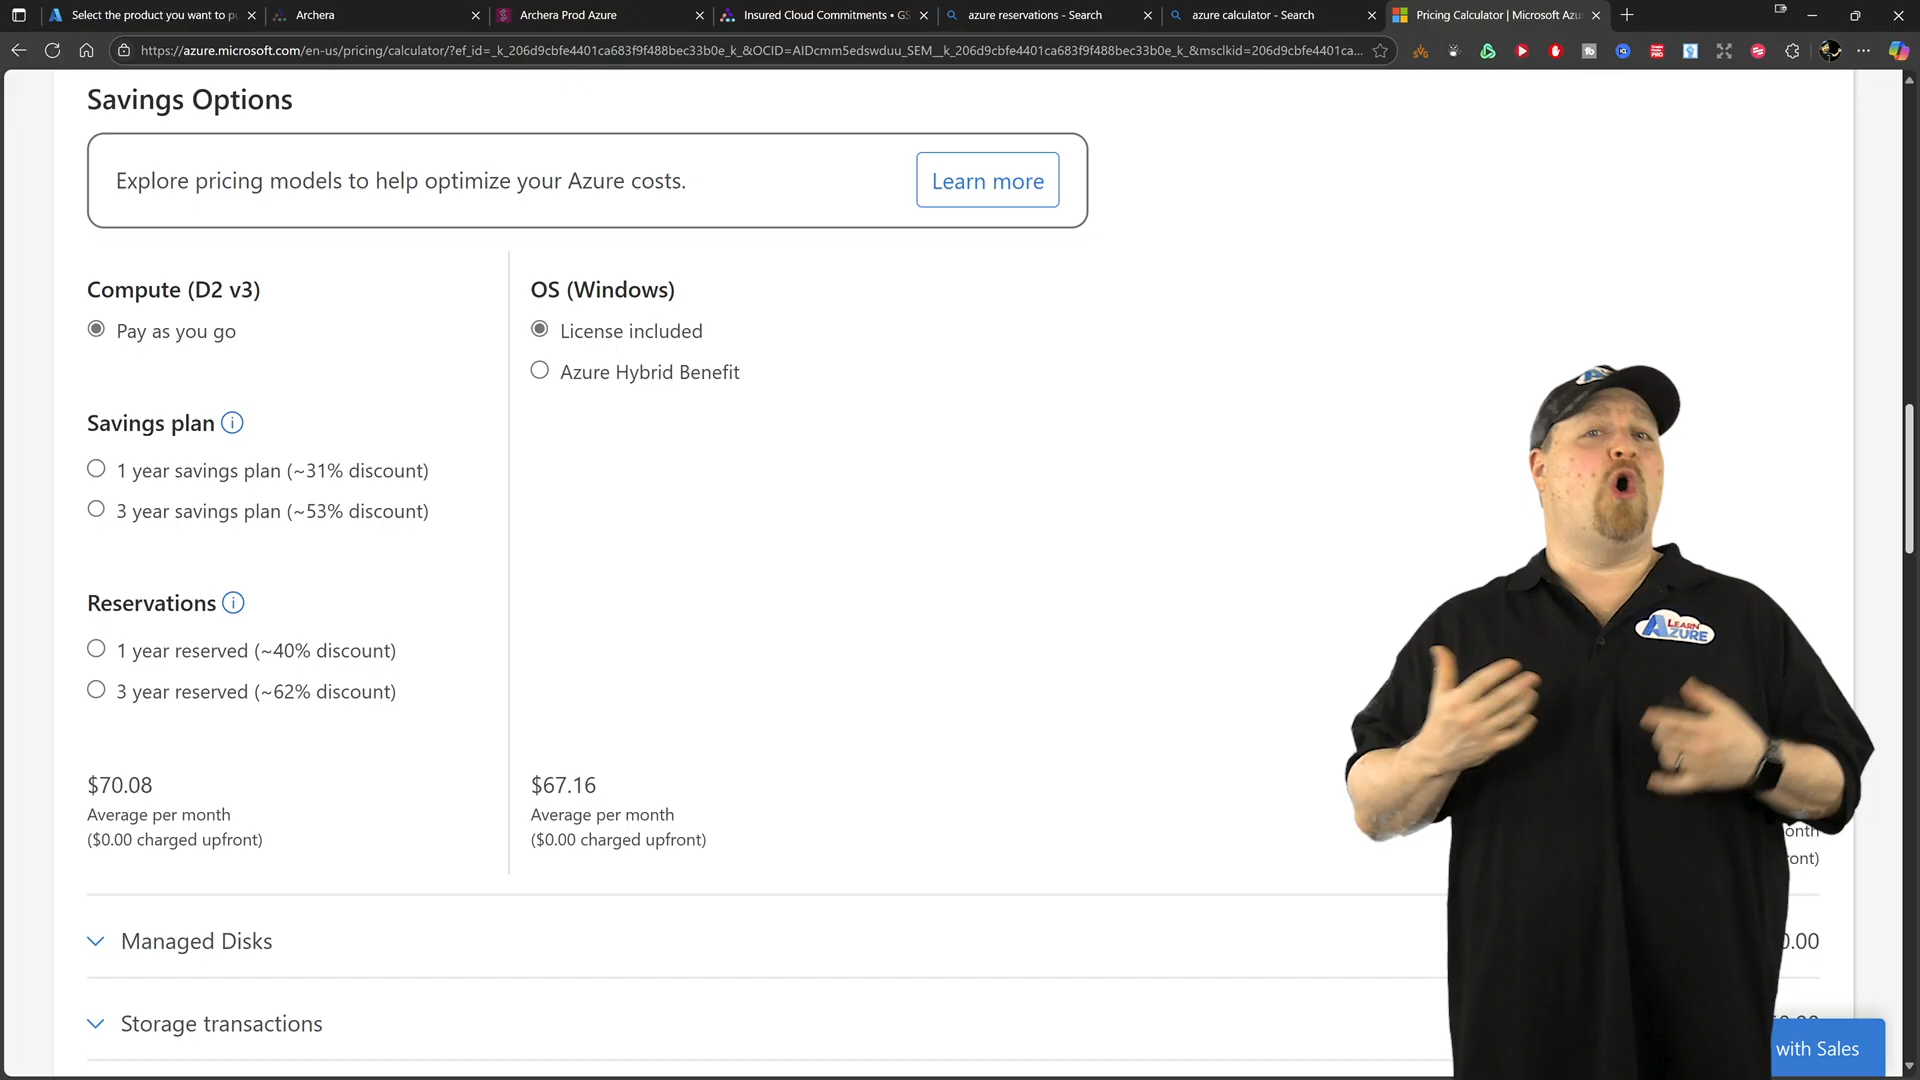 Select the product you want to pu
Archera
Archera Prod Azure
Insured Cloud Commitments • GS
azure reservations - Search
azure calculator - Search
Pricing Calculator | Microsoft Azu
https://azure.microsoft.com/en-us/pricing/calculator/?ef_id=_k_206d9cbfe4401ca683f9f488bec33b0e_k_&OCID=AIDcmm5edswduu_SEM__k_206d9cbfe4401ca683f9f488bec33b0e_k_&msclkid=206d9cbfe4401ca...
Savings Options
Explore pricing models to help optimize your Azure costs.
Learn more
Compute (D2 v3)
Pay as you go
Savings plan
1 year savings plan (~31% discount)
3 year savings plan (~53% discount)
Reservations
1 year reserved (~40% discount)
3 year reserved (~62% discount)
$70.08
Average per month
($0.00 charged upfront)
OS (Windows)
License included
Azure Hybrid Benefit
$67.16
Average per month
($0.00 charged upfront)
LEARN
AZURE
Managed Disks
Storage transactions
with Sales